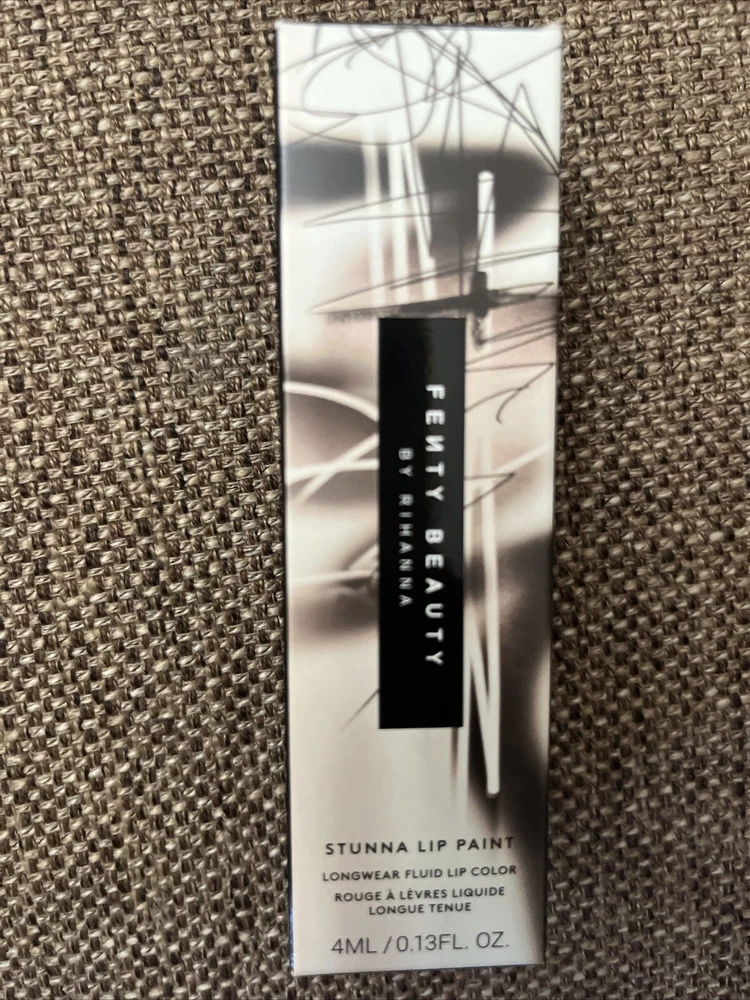 FEИTY BEAUTY
BY RIHANNA
STUNNA LIP PAINT
LONGWEAR FLUID LIP COLOR
ROUGE À LÈVRES LIQUIDE
LONGUE TENUE
4ML / 0.13FL. OZ.